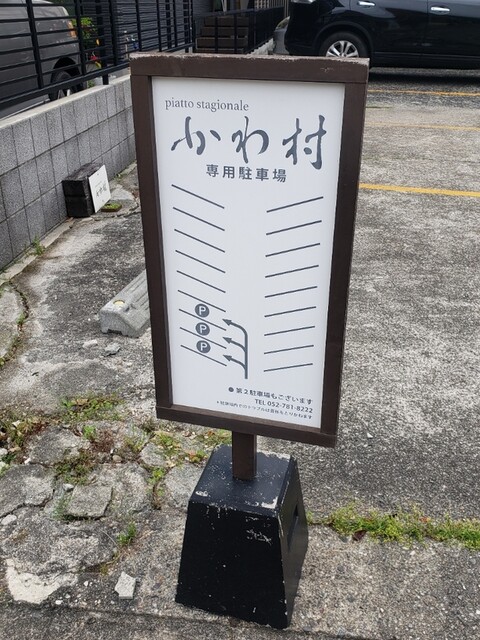 piatto stagionale
かわ村
専用駐車場
P
P
P
● 第2駐車場もございます
TEL 052-781-8222